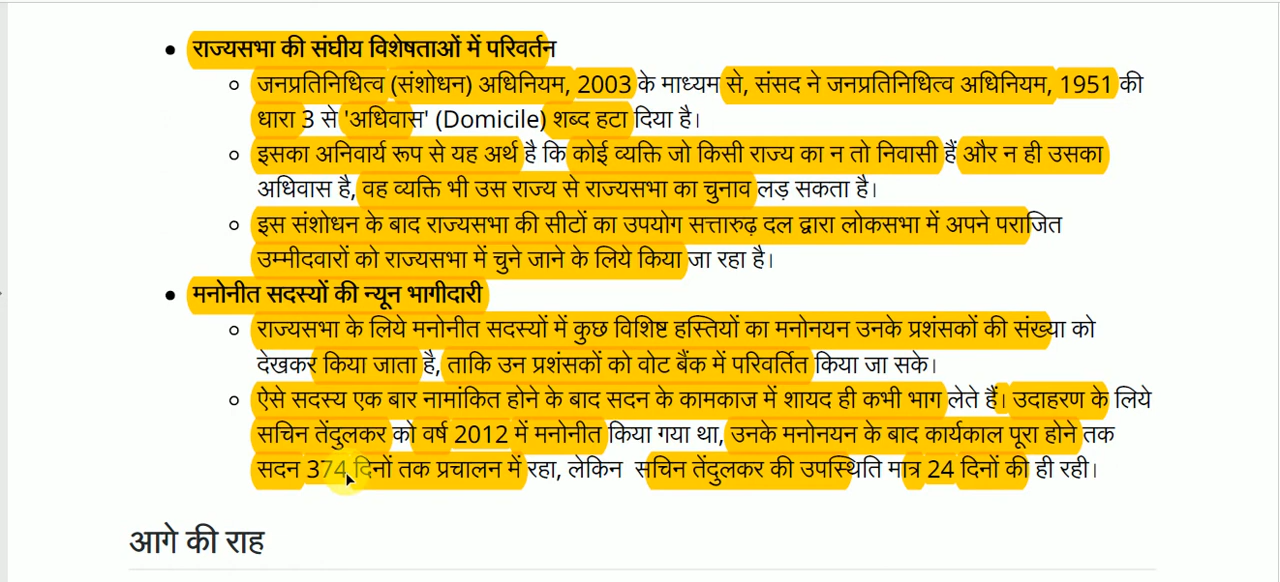 राज्यसभा की संघीय विशेषताओं में परिवर्तन
जनप्रतिनिधित्व (संशोधन) अधिनियम, 2003 के माध्यम से, संसद ने जनप्रतिनिधित्व अधिनियम, 1951 की
धारा 3 से 'अधिवास' (Domicile) शब्द हटा दिया है।
इसका अनिवार्य रूप से यह अर्थ है कि कोई व्यक्ति जो किसी राज्य का न तो निवासी हैं और न ही उसका
अधिवास है, वह व्यक्ति भी उस राज्य से राज्यसभा का चुनाव लड़ सकता है।
इस संशोधन के बाद राज्यसभा की सीटों का उपयोग सत्तारुढ़ दल द्वारा लोकसभा में अपने पराजित
उम्मीदवारों को राज्यसभा में चुने जाने के लिये किया जा रहा है।
मनोनीत सदस्यों की न्यून भागीदारी
राज्यसभा के लिये मनोनीत सदस्यों में कुछ विशिष्ट हस्तियों का मनोनयन उनके प्रशंसकों की संख्या को
देखकर किया जाता है, ताकि उन प्रशंसकों को वोट बैंक में परिवर्तित किया जा सके।
ऐसे सदस्य एक बार नामांकित होने के बाद सदन के कामकाज में शायद ही कभी भाग लेते हैं। उदाहरण के लिये
सचिन तेंदुलकर को वर्ष 2012 में मनोनीत किया गया था, उनके मनोनयन के बाद कार्यकाल पूरा होने तक
सदन 374 दिनों तक प्रचालन में रहा, लेकिन सचिन तेंदुलकर की उपस्थिति मात्र 24 दिनों की ही रही।
आगे की राह